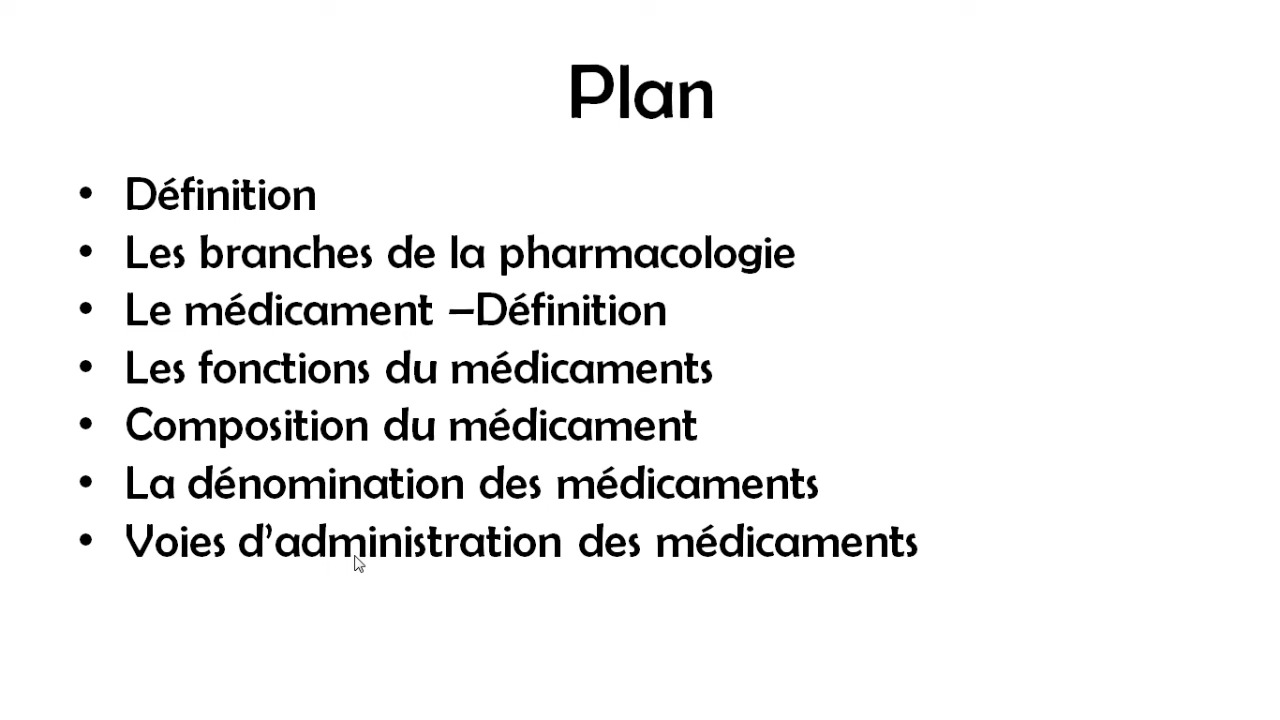 Plan
• Définition
• Les branches de la pharmacologie
• Le médicament –Définition
• Les fonctions du médicaments
• Composition du médicament
• La dénomination des médicaments
• Voies d’administration des médicaments